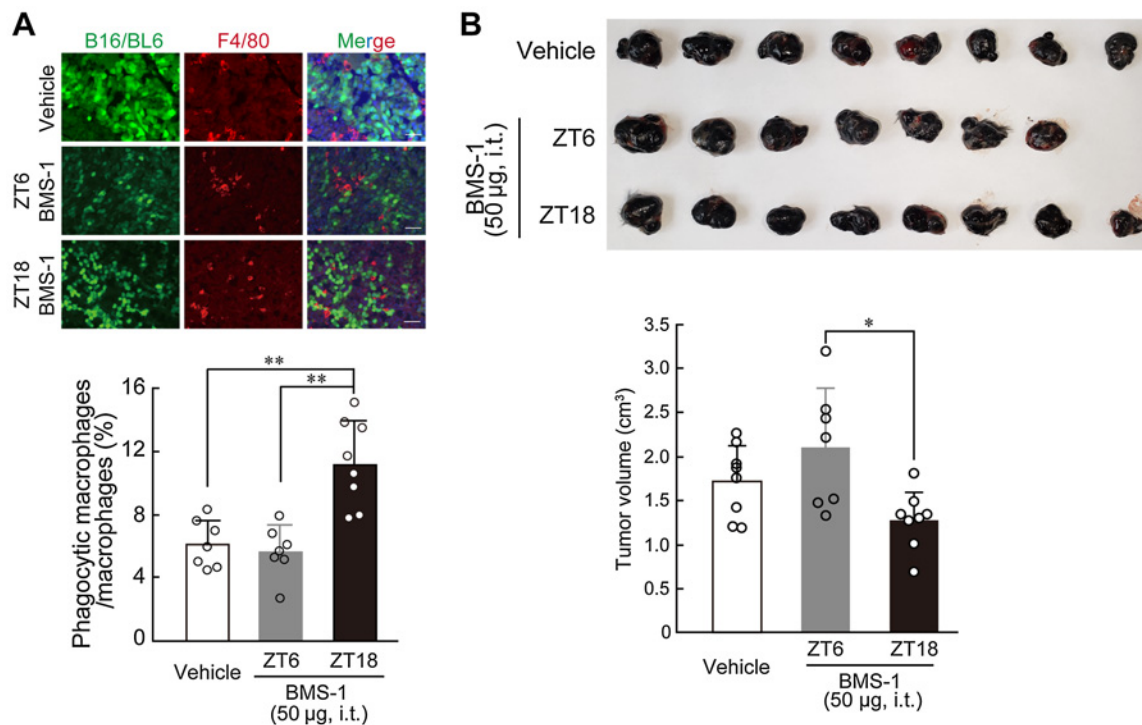 A
B16/BL6 F4/80 Merge
Vehicle
ZT6
BMS-1
ZT18
BMS-1
Phagocytic macrophages
/macrophages (%)
16
12
8
4
0
**
**
Vehicle
ZT6 ZT18
BMS-1
(50 µg, i.t.)
B
Vehicle
ZT6
ZT18
BMS-1
(50 µg, i.t.)
Tumor volume (cm³)
3.5
3.0
2.5
2.0
1.5
1.0
0.5
0
*
Vehicle
ZT6 ZT18
BMS-1
(50 µg, i.t.)